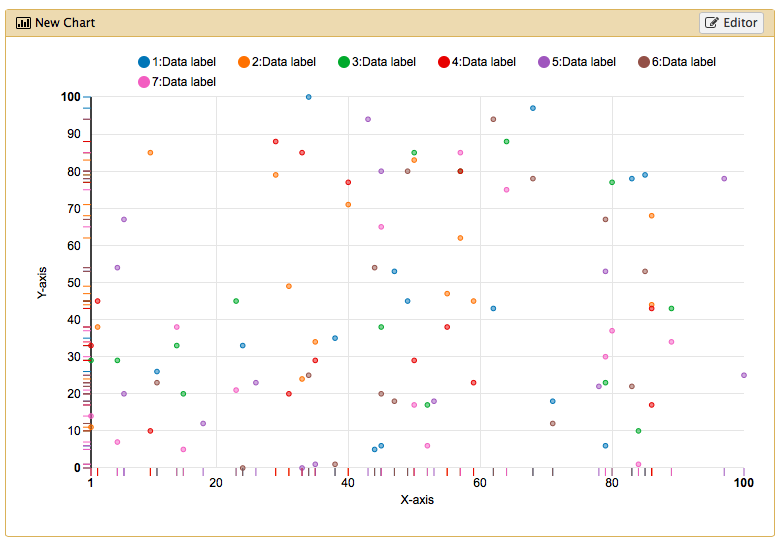 New Chart
Editor
1:Data label 2:Data label 3:Data label 4:Data label 5:Data label 6:Data label
7:Data label
100
90
80
70
60
50
40
30
20
10
0
Y-axis
1 20 40 60 80 100
X-axis